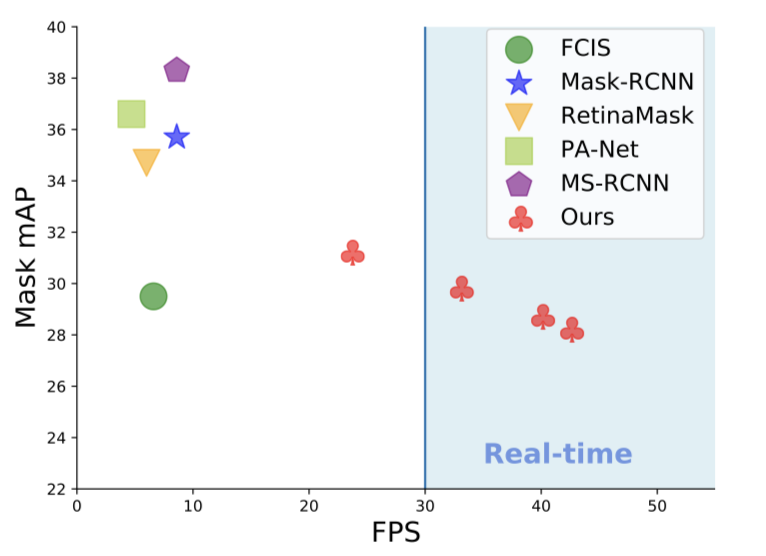 40
38
36
34
32
30
28
26
24
22
Mask mAP
FCIS
Mask-RCNN
RetinaMask
PA-Net
MS-RCNN
Ours
Real-time
0 10 20 30 40 50
FPS